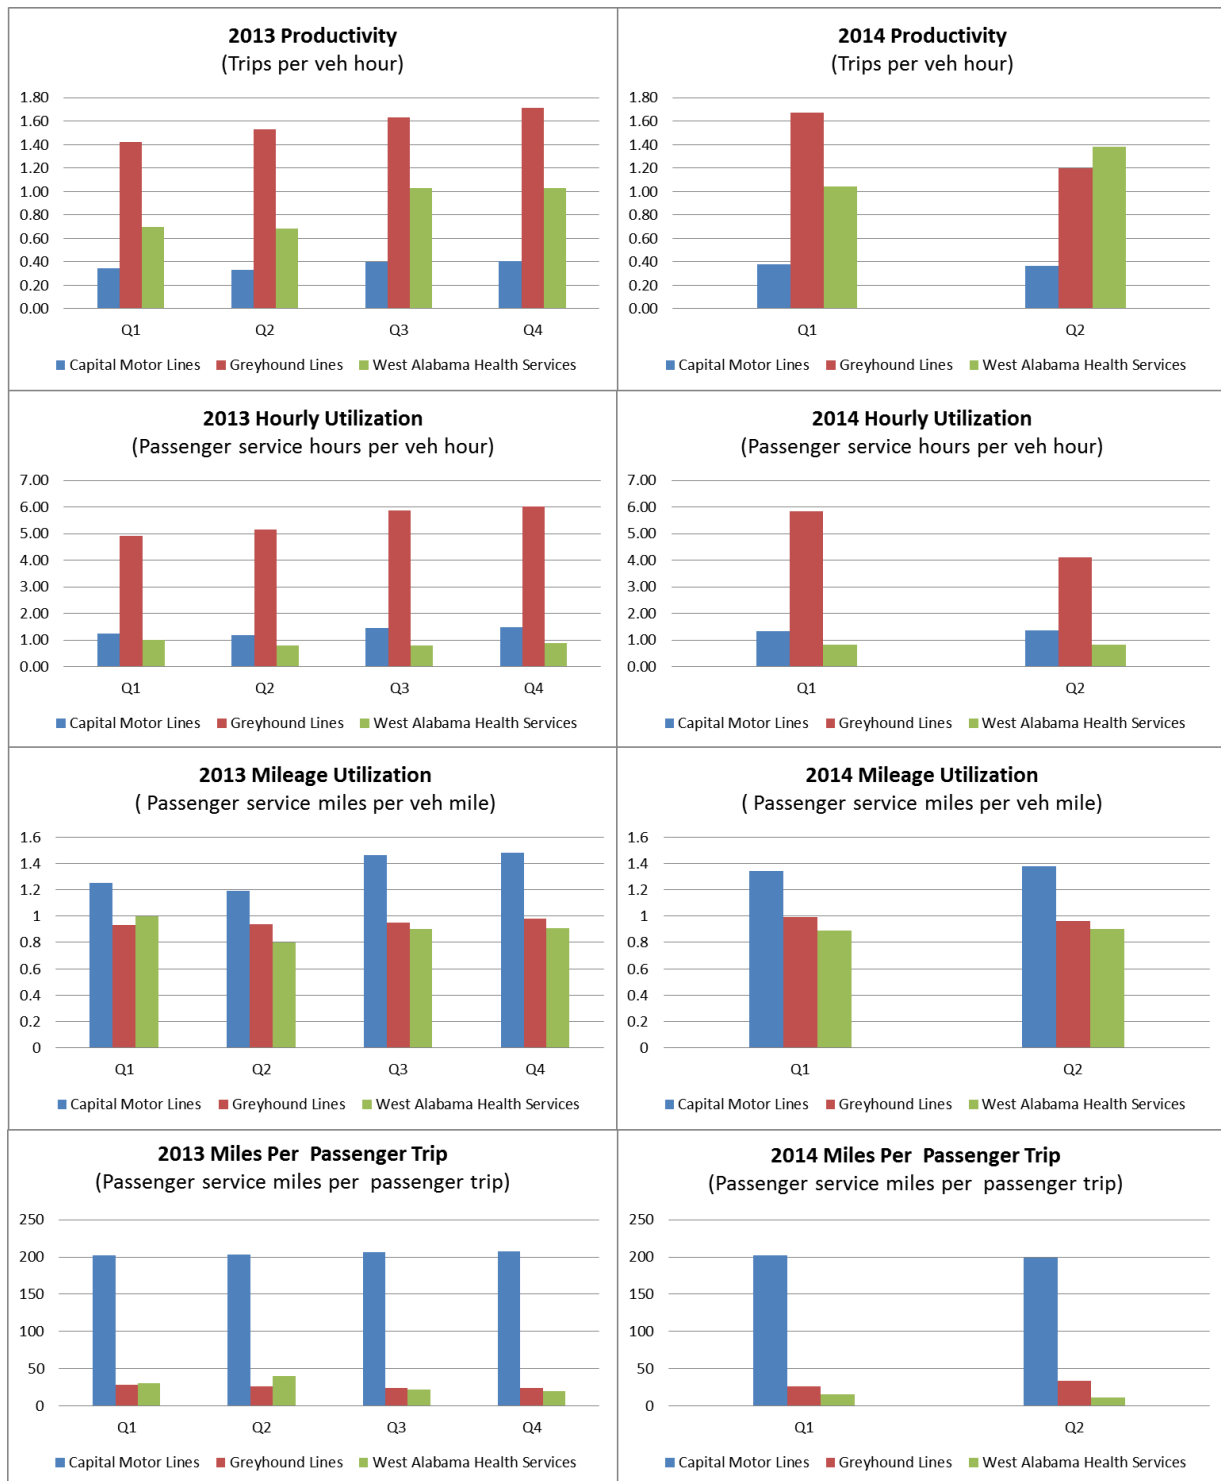 2013 Productivity
(Trips per veh hour)
1.80
1.60
1.40
1.20
1.00
0.80
0.60
0.40
0.20
0.00
Q1 Q2 Q3 Q4
Capital Motor Lines Greyhound Lines West Alabama Health Services
2014 Productivity
(Trips per veh hour)
1.80
1.60
1.40
1.20
1.00
0.80
0.60
0.40
0.20
0.00
Q1 Q2
Capital Motor Lines Greyhound Lines West Alabama Health Services
2013 Hourly Utilization
(Passenger service hours per veh hour)
7.00
6.00
5.00
4.00
3.00
2.00
1.00
0.00
Q1 Q2 Q3 Q4
Capital Motor Lines Greyhound Lines West Alabama Health Services
2014 Hourly Utilization
(Passenger service hours per veh hour)
7.00
6.00
5.00
4.00
3.00
2.00
1.00
0.00
Q1 Q2
Capital Motor Lines Greyhound Lines West Alabama Health Services
2013 Mileage Utilization
( Passenger service miles per veh mile)
1.6
1.4
1.2
1
0.8
0.6
0.4
0.2
0
Q1 Q2 Q3 Q4
Capital Motor Lines Greyhound Lines West Alabama Health Services
2014 Mileage Utilization
( Passenger service miles per veh mile)
1.6
1.4
1.2
1
0.8
0.6
0.4
0.2
0
Q1 Q2
Capital Motor Lines Greyhound Lines West Alabama Health Services
2013 Miles Per Passenger Trip
(Passenger service miles per passenger trip)
250
200
150
100
50
0
Q1 Q2 Q3 Q4
Capital Motor Lines Greyhound Lines West Alabama Health Services
2014 Miles Per Passenger Trip
(Passenger service miles per passenger trip)
250
200
150
100
50
0
Q1 Q2
Capital Motor Lines Greyhound Lines West Alabama Health Services